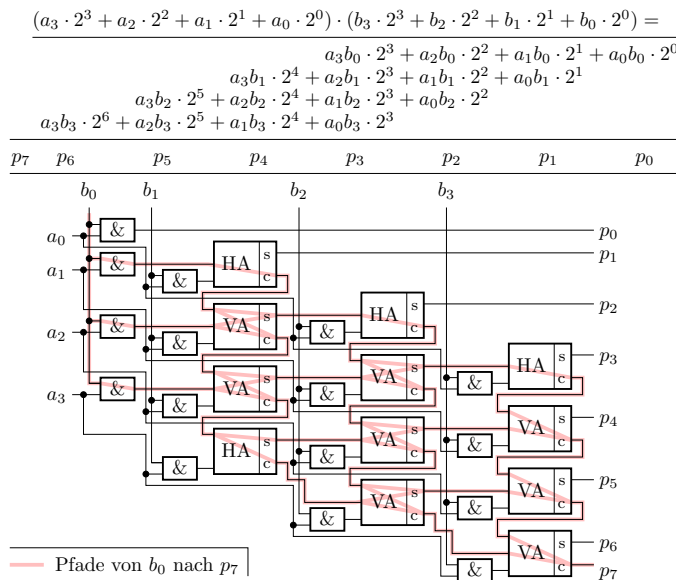 (a₃ · 2³ + a₂ · 2² + a₁ · 2¹ + a₀ · 2⁰) · (b₃ · 2³ + b₂ · 2² + b₁ · 2¹ + b₀ · 2⁰) =
a₃b₀ · 2³ + a₂b₀ · 2² + a₁b₀ · 2¹ + a₀b₀ · 2⁰
a₃b₁ · 2⁴ + a₂b₁ · 2³ + a₁b₁ · 2² + a₀b₁ · 2¹
a₃b₂ · 2⁵ + a₂b₂ · 2⁴ + a₁b₂ · 2³ + a₀b₂ · 2²
a₃b₃ · 2⁶ + a₂b₃ · 2⁵ + a₁b₃ · 2⁴ + a₀b₃ · 2³
p₇ p₆ p₅ p₄ p₃ p₂ p₁ p₀
b₀ b₁ b₂ b₃
& p₀
a₀
s p₁
& HA
a₁ & c
s p₂
& HA
& VA c
a₂ & c
s p₃
& HA
& VA c
& VA c
a₃ & c
s p₄
& VA
& VA c
& HA c
s p₅
& VA
& VA c
s p₆
& VA
c p₇
Pfade von b₀ nach p₇